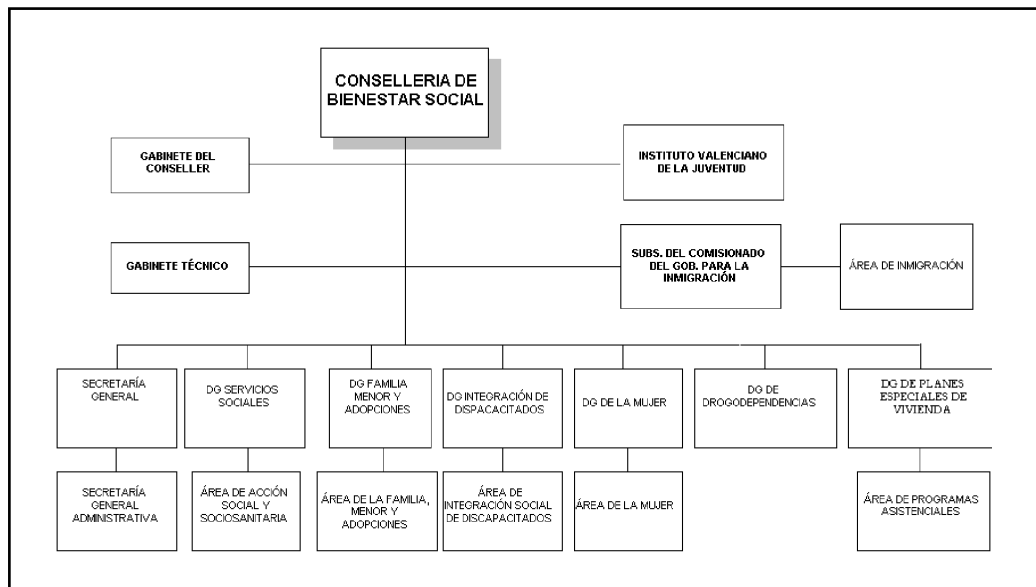 CONSELLERIA DE
BIENESTAR SOCIAL
GABINETE DEL
CONSELLER
INSTITUTO VALENCIANO
DE LA JUVENTUD
GABINETE TÉCNICO
SUBS. DEL COMISIONADO
DEL GOB. PARA LA
INMIGRACIÓN
ÁREA DE INMIGRACIÓN
SECRETARÍA
GENERAL
DG SERVICIOS
SOCIALES
DG FAMILIA
MENOR Y
ADOPCIONES
DG INTEGRACIÓN DE
DISPACACITADOS
DG DE LA MUJER
DG DE
DROGODEPENDENCIAS
DG DE PLANES
ESPECIALES DE
VIVIENDA
SECRETARÍA
GENERAL
ADMINISTRATIVA
ÁREA DE ACCIÓN
SOCIAL Y
SOCIOSANITARIA
ÁREA DE LA FAMILIA,
MENOR Y
ADOPCIONES
ÁREA DE
INTEGRACIÓN SOCIAL
DE DISCAPACITADOS
ÁREA DE LA MUJER
ÁREA DE PROGRAMAS
ASISTENCIALES